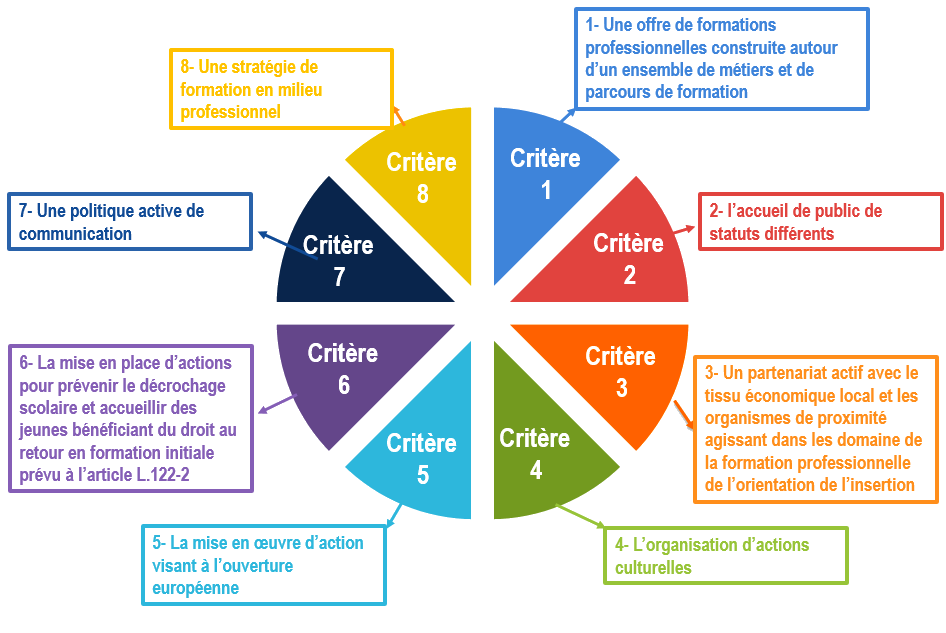 1- Une offre de formations
professionnelles construite autour
d'un ensemble de métiers et de
parcours de formation
8- Une stratégie de
formation en milieu
professionnel
Critère
8
Critère
1
7- Une politique active de
communication
2- l'accueil de public de
statuts différents
Critère
7
Critère
2
6- La mise en place d'actions
pour prévenir le décrochage
scolaire et accueillir des
jeunes bénéficiant du droit au
retour en formation initiale
prévu à l'article L.122-2
Critère
6
Critère
3
3- Un partenariat actif avec le
tissu économique local et les
organismes de proximité
agissant dans les domaine de
la formation professionnelle
de l'orientation de l'insertion
Critère
5
Critère
4
5- La mise en œuvre d'action
visant à l'ouverture
européenne
4- L'organisation d'actions
culturelles